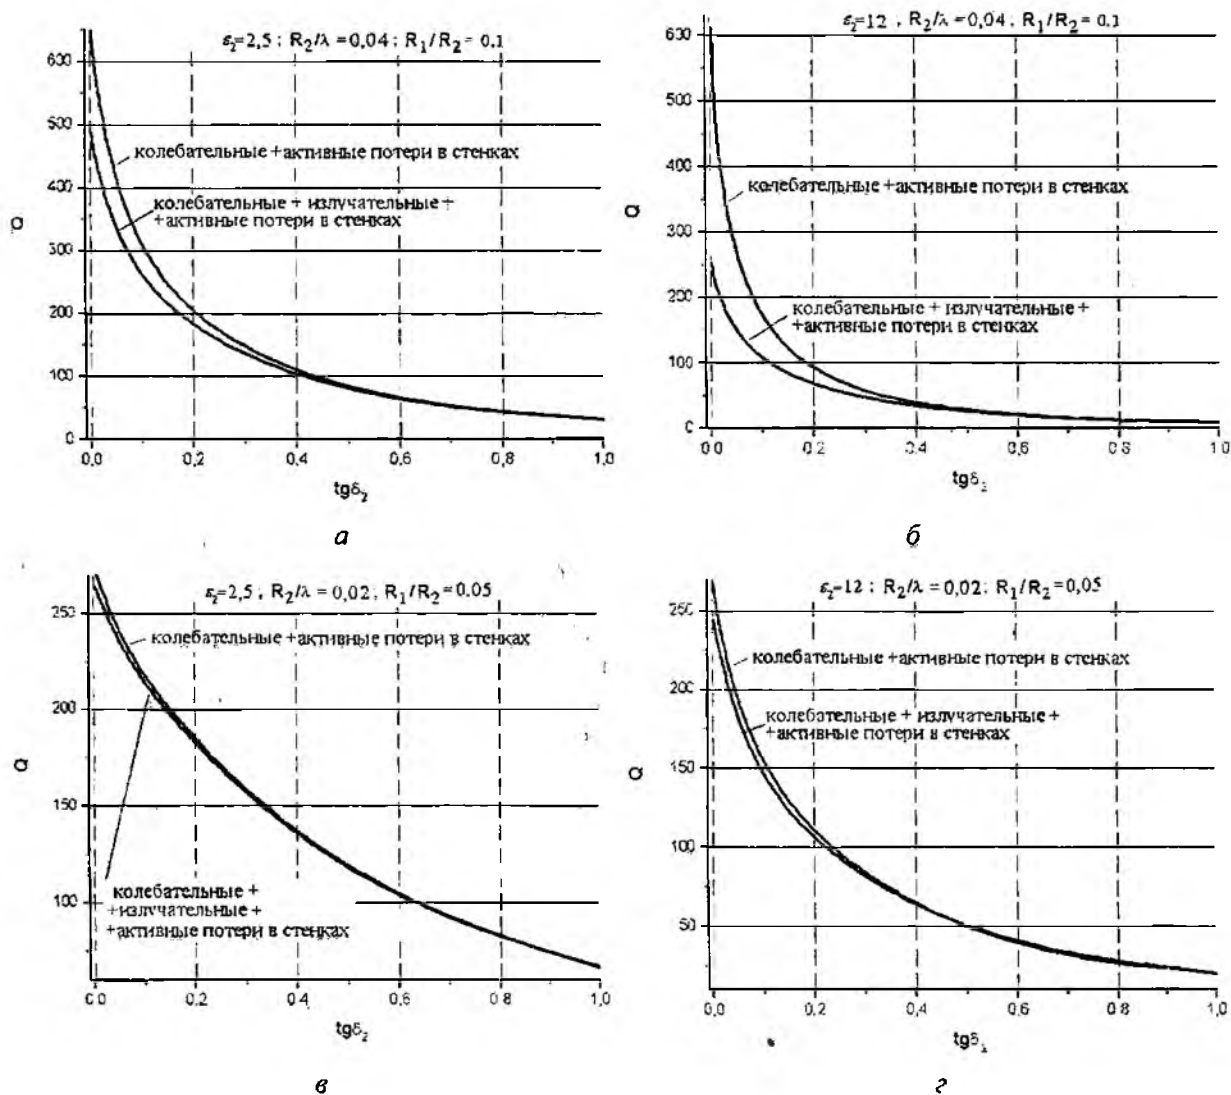 ε₂=2,5 ; R₂/λ = 0,04 ; R₁/R₂ = 0,1
600
500
400
300
200
100
0
Q
колебательные +активные потери в стенках
колебательные + излучательные +
+активные потери в стенках
0,0 0,2 0,4 0,6 0,8 1,0
tgδ₂
а
ε₂=12 , R₂/λ = 0,04 ; R₁/R₂ = 0,1
600
500
400
300
200
100
0
Q
колебательные +активные потери в стенках
колебательные + излучательные +
+активные потери в стенках
0,0 0,2 0,4 0,6 0,8 1,0
tgδ₂
б
ε₂=2,5 ; R₂/λ = 0,02 ; R₁/R₂ = 0.05
250
200
150
100
Q
колебательные +активные потери в стенках
колебательные +
+излучательные +
+активные потери в стенках
0,0 0,2 0,4 0,6 0,8 1,0
tgδ₂
в
ε₂=12 ; R₂/λ = 0,02 ; R₁/R₂ = 0,05
250
200
150
100
50
Q
колебательные +активные потери в стенках
колебательные + излучательные +
+активные потери в стенках
0,0 0,2 0,4 0,6 0,8 1,0
tgδ₂
г